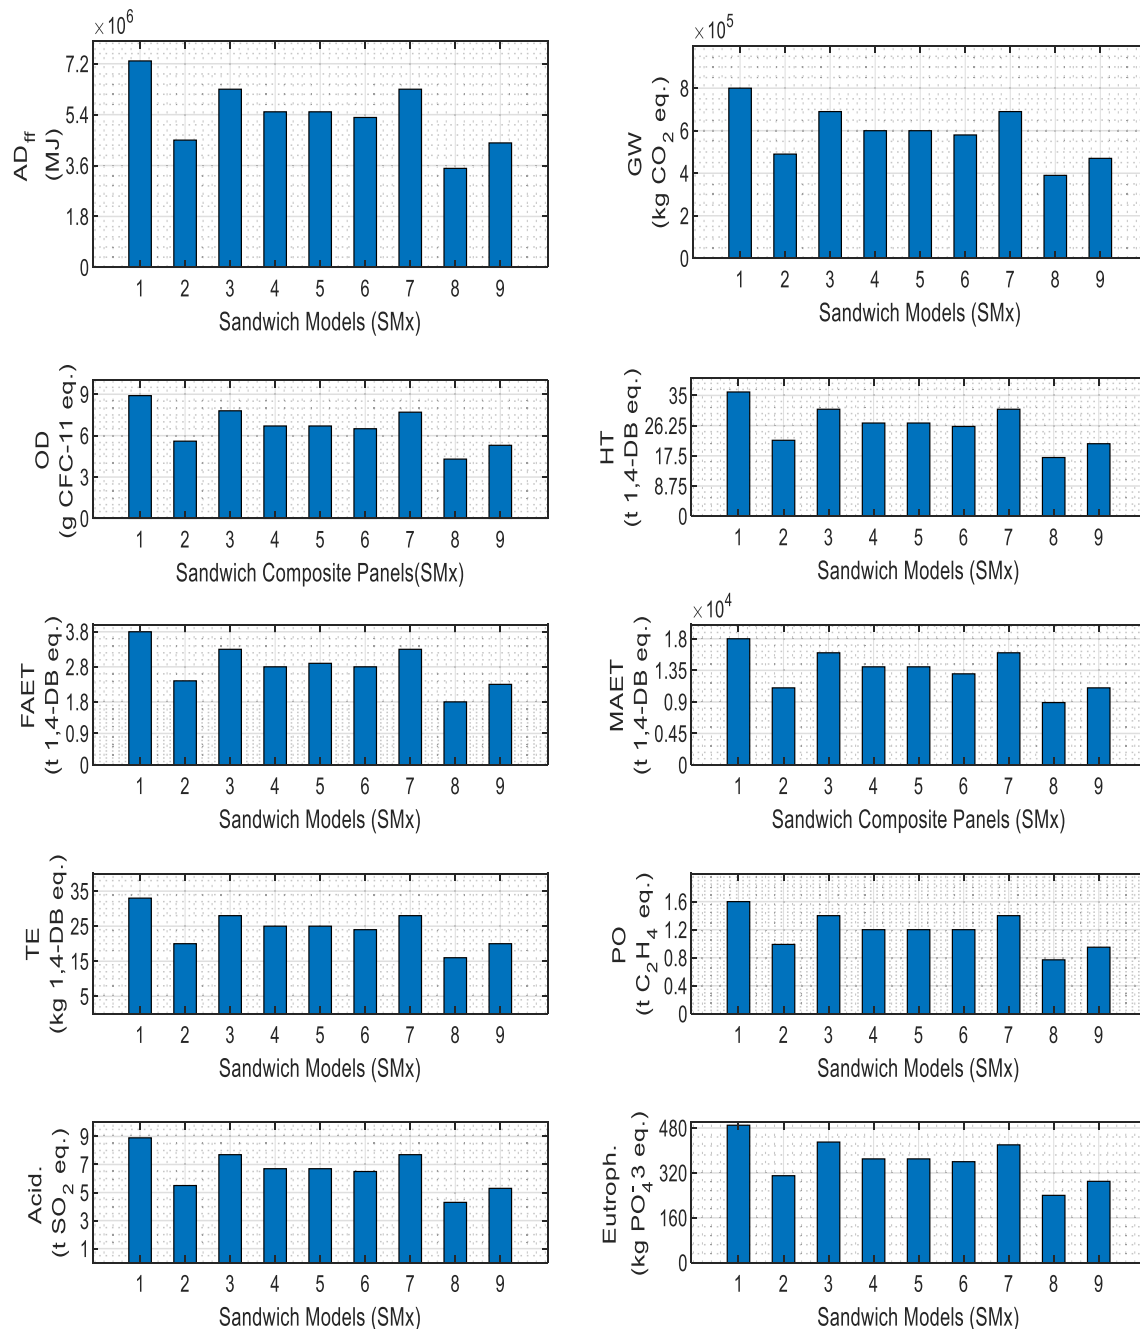 ×10^6
7.2
5.4
3.6
1.8
0
AD_ff
(MJ)
1 2 3 4 5 6 7 8 9
Sandwich Models (SMx)
×10^5
8
6
4
2
0
GW
(kg CO_2 eq.)
1 2 3 4 5 6 7 8 9
Sandwich Models (SMx)
9
6
3
0
OD
(g CFC-11 eq.)
1 2 3 4 5 6 7 8 9
Sandwich Composite Panels(SMx)
35
26.25
17.5
8.75
0
HT
(t 1,4-DB eq.)
1 2 3 4 5 6 7 8 9
Sandwich Models (SMx)
3.8
2.8
1.8
0.9
0
FAET
(t 1,4-DB eq.)
1 2 3 4 5 6 7 8 9
Sandwich Models (SMx)
×10^4
1.8
1.35
0.9
0.45
0
MAET
(t 1,4-DB eq.)
1 2 3 4 5 6 7 8 9
Sandwich Composite Panels (SMx)
35
25
15
5
TE
(kg 1,4-DB eq.)
1 2 3 4 5 6 7 8 9
Sandwich Models (SMx)
1.6
1.2
0.8
0.4
0
PO
(t C_2H_4 eq.)
1 2 3 4 5 6 7 8 9
Sandwich Models (SMx)
9
7
5
3
1
Acid.
(t SO_2 eq.)
1 2 3 4 5 6 7 8 9
Sandwich Models (SMx)
480
320
160
0
Eutroph.
(kg PO_4^-3 eq.)
1 2 3 4 5 6 7 8 9
Sandwich Models (SMx)